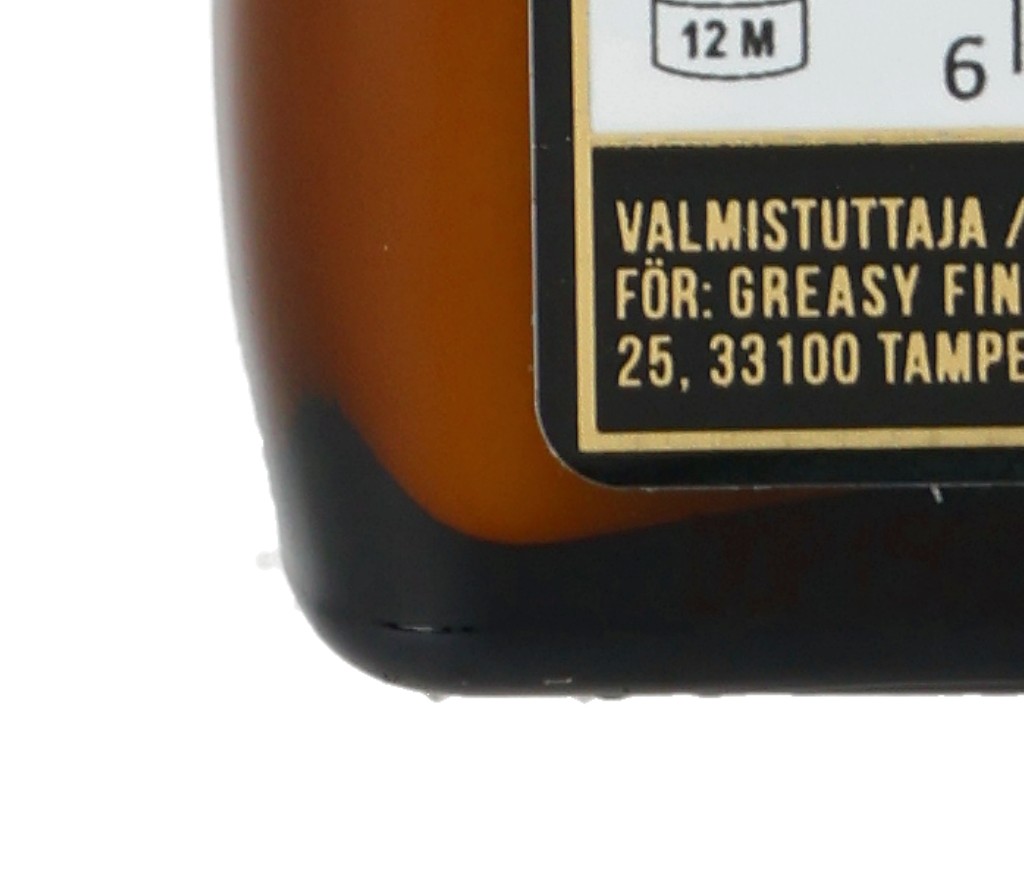 12 M
6
VALMISTUTTAJA /
FÖR: GREASY FIN
25, 33100 TAMPE